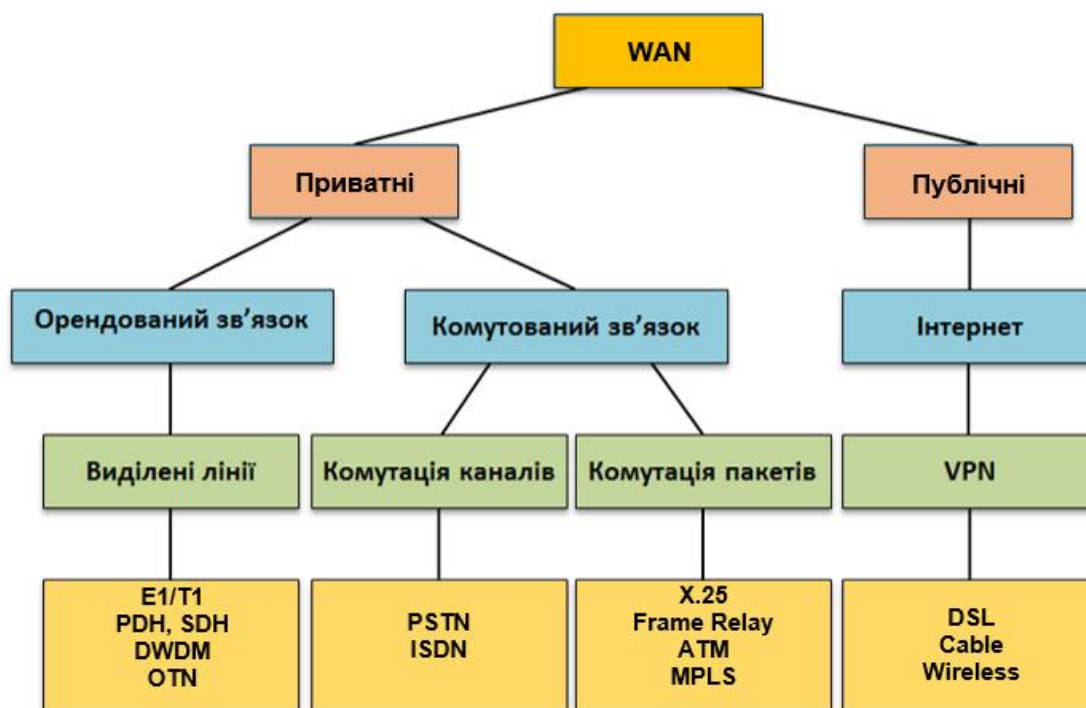 WAN
Приватні
Публічні
Орендований зв’язок
Комутований зв’язок
Інтернет
Виділені лінії
Комутація каналів
Комутація пакетів
VPN
E1/T1
PDH, SDH
DWDM
OTN
PSTN
ISDN
X.25
Frame Relay
ATM
MPLS
DSL
Cable
Wireless